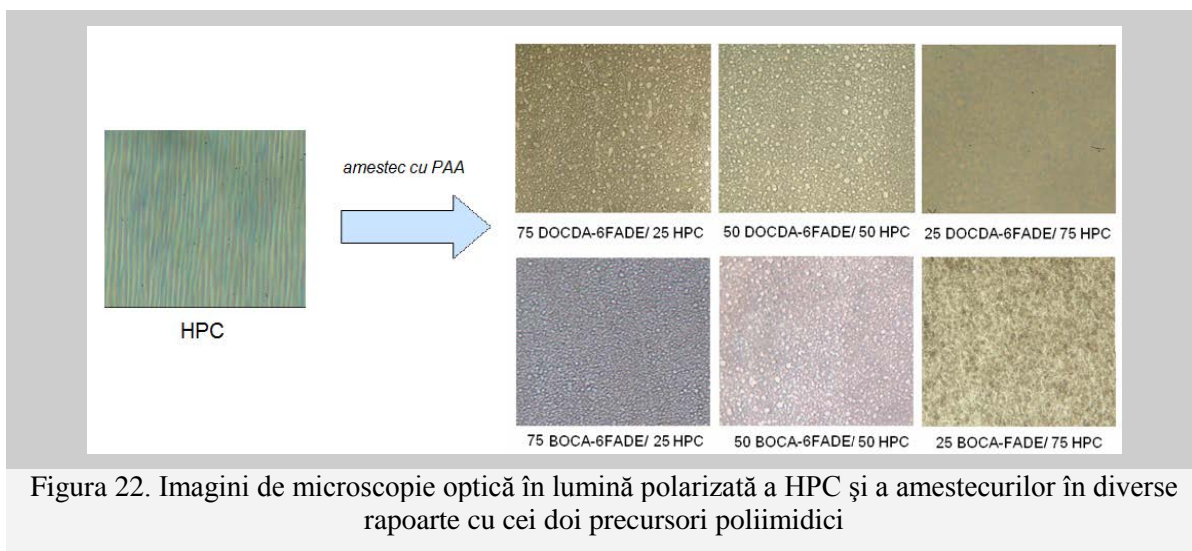 amestec cu PAA
HPC
75 DOCDA-6FADE/ 25 HPC
50 DOCDA-6FADE/ 50 HPC
25 DOCDA-6FADE/ 75 HPC
75 BOCA-6FADE/ 25 HPC
50 BOCA-6FADE/ 50 HPC
25 BOCA-FADE/ 75 HPC
Figura 22. Imagini de microscopie optică în lumină polarizată a HPC şi a amestecurilor în diverse
rapoarte cu cei doi precursori poliimidici